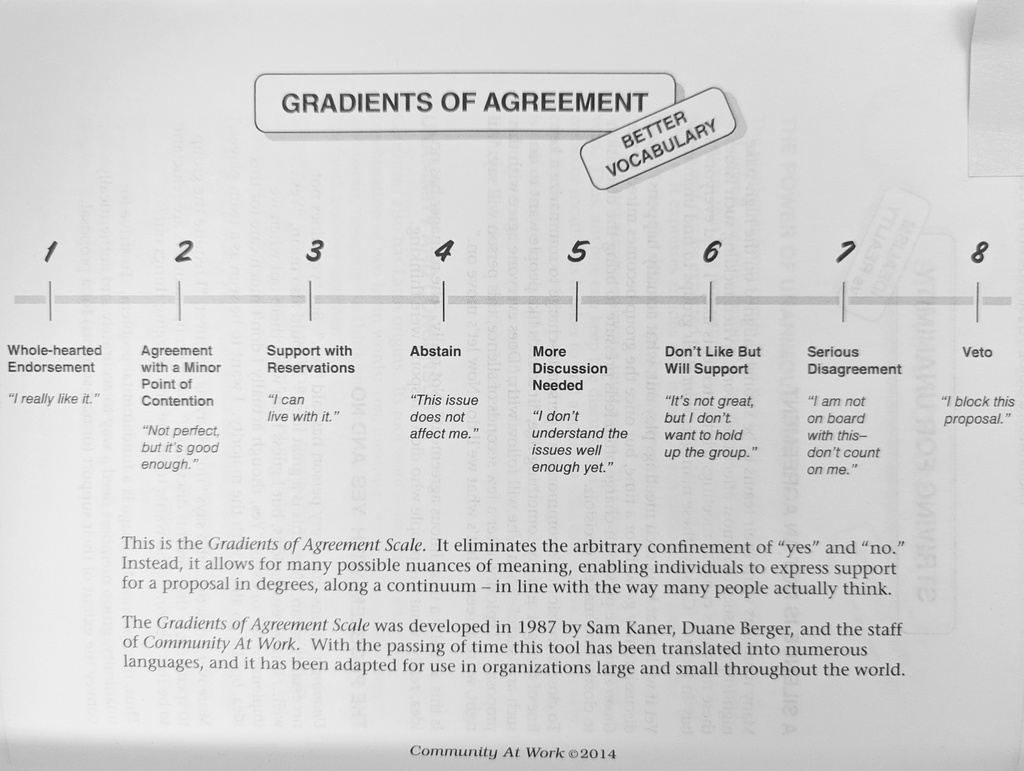 GRADIENTS OF AGREEMENT
BETTER
VOCABULARY
1 2 3 4 5 6 7 8
Whole-hearted
Endorsement
"I really like it."
Agreement
with a Minor
Point of
Contention
"Not perfect,
but it's good
enough."
Support with
Reservations
"I can
live with it."
Abstain
"This issue
does not
affect me."
More
Discussion
Needed
"I don't
understand the
issues well
enough yet."
Don't Like But
Will Support
"It's not great,
but I don't
want to hold
up the group."
Serious
Disagreement
"I am not
on board
with this–
don't count
on me."
Veto
"I block this
proposal."
This is the Gradients of Agreement Scale. It eliminates the arbitrary confinement of "yes" and "no."
Instead, it allows for many possible nuances of meaning, enabling individuals to express support
for a proposal in degrees, along a continuum – in line with the way many people actually think.
The Gradients of Agreement Scale was developed in 1987 by Sam Kaner, Duane Berger, and the staff
of Community At Work. With the passing of time this tool has been translated into numerous
languages, and it has been adapted for use in organizations large and small throughout the world.
Community At Work ©2014